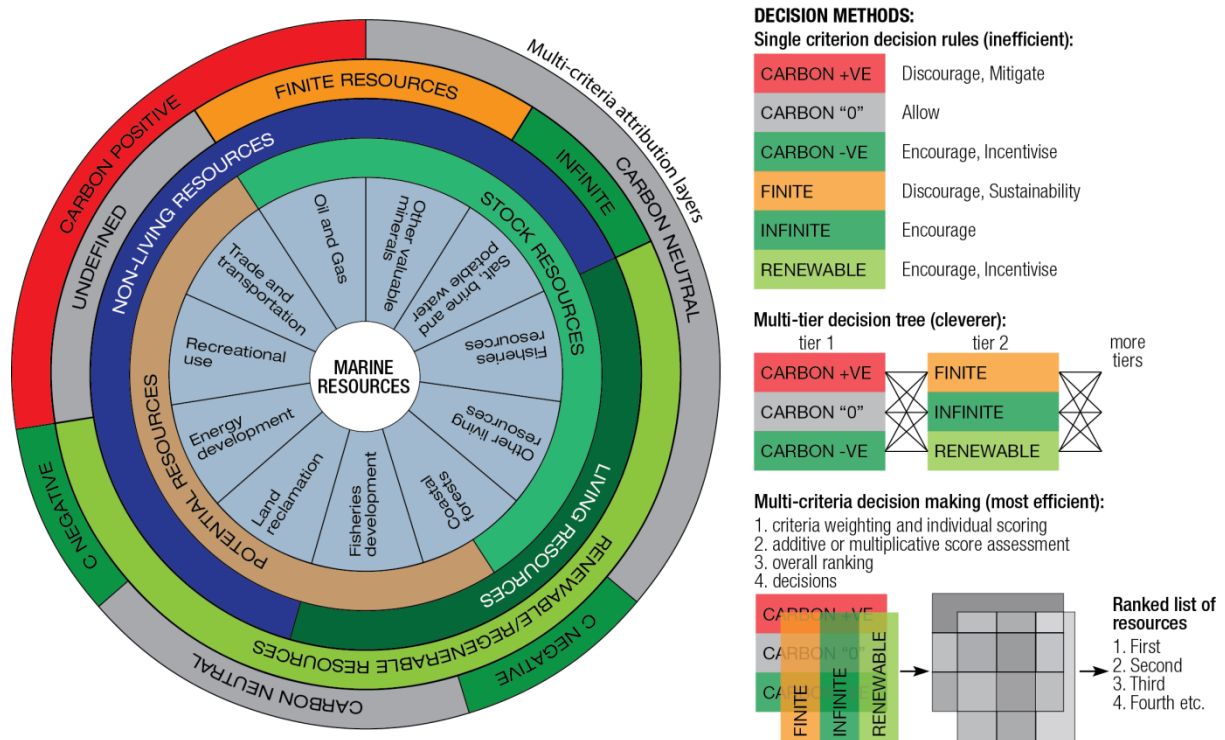 Multi-criteria attribution layers
CARBON POSITIVE
CARBON NEUTRAL
C NEGATIVE
CARBON NEUTRAL
C NEGATIVE
UNDEFINED
FINITE RESOURCES
INFINITE
RENEWABLE/REGENERABLE RESOURCES
NON-LIVING RESOURCES
LIVING RESOURCES
STOCK RESOURCES
POTENTIAL RESOURCES
Oil and Gas
Other valuable
minerals
Salt, brine and
potable water
Fisheries
resources
Other living
resources
Coastal
forests
Fisheries
development
Land
reclamation
Energy
development
Recreational
use
Trade and
transportation
MARINE
RESOURCES
DECISION METHODS:
Single criterion decision rules (inefficient):
CARBON +VE Discourage, Mitigate
CARBON "0" Allow
CARBON -VE Encourage, Incentivise
FINITE Discourage, Sustainability
INFINITE Encourage
RENEWABLE Encourage, Incentivise
Multi-tier decision tree (cleverer):
tier 1 tier 2 more
tiers
CARBON +VE FINITE
CARBON "0" INFINITE
CARBON -VE RENEWABLE
Multi-criteria decision making (most efficient):
1. criteria weighting and individual scoring
2. additive or multiplicative score assessment
3. overall ranking
4. decisions
CARBON +VE
CARBON "0"
CARBON -VE
FINITE
INFINITE
RENEWABLE
Ranked list of
resources
1. First
2. Second
3. Third
4. Fourth etc.